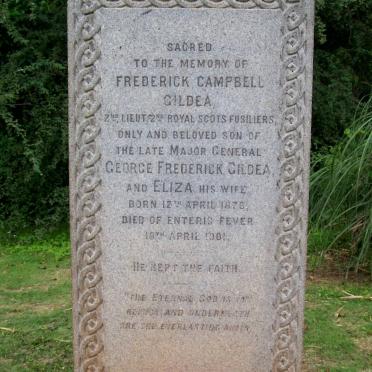 SACRED
TO THE MEMORY OF
FREDERICK CAMPBELL
GILDEA,
2ND LIEUT. 2ND ROYAL SCOTS FUSILIERS,
ONLY AND BELOVED SON OF
THE LATE MAJOR GENERAL
GEORGE FREDERICK GILDEA,
AND ELIZA HIS WIFE,
BORN 12TH APRIL
DIED OF ENTERIC FEVER
APRIL 1901.
HE KEPT THE FAITH.
"THE ETERNAL GOD IS THY
REFUGE AND UNDERNEATH
ARE THE EVERLASTING ARMS.